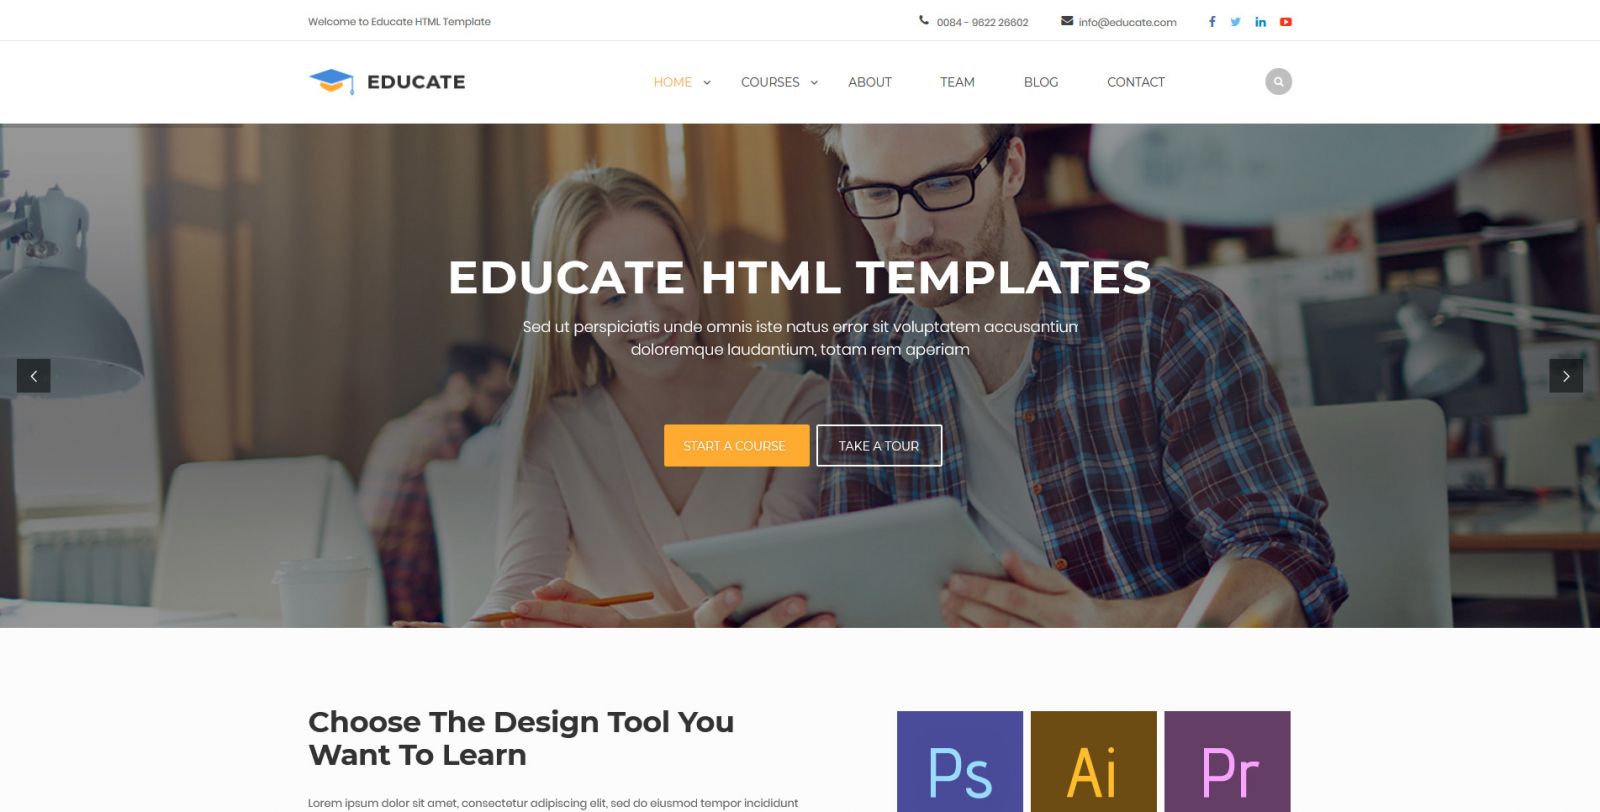 Welcome to Educate HTML Template
0084 - 9622 26602
info@educate.com
EDUCATE
HOME
COURSES
ABOUT
TEAM
BLOG
CONTACT
EDUCATE HTML TEMPLATES
Sed ut perspiciatis unde omnis iste natus error sit voluptatem accusantiun
doloremque laudantium, totam rem aperiam
START A COURSE
TAKE A TOUR
Choose The Design Tool You
Want To Learn
Ps
Ai
Pr
Lorem ipsum dolor sit amet, consectetur adipiscing elit, sed do eiusmod tempor incididunt